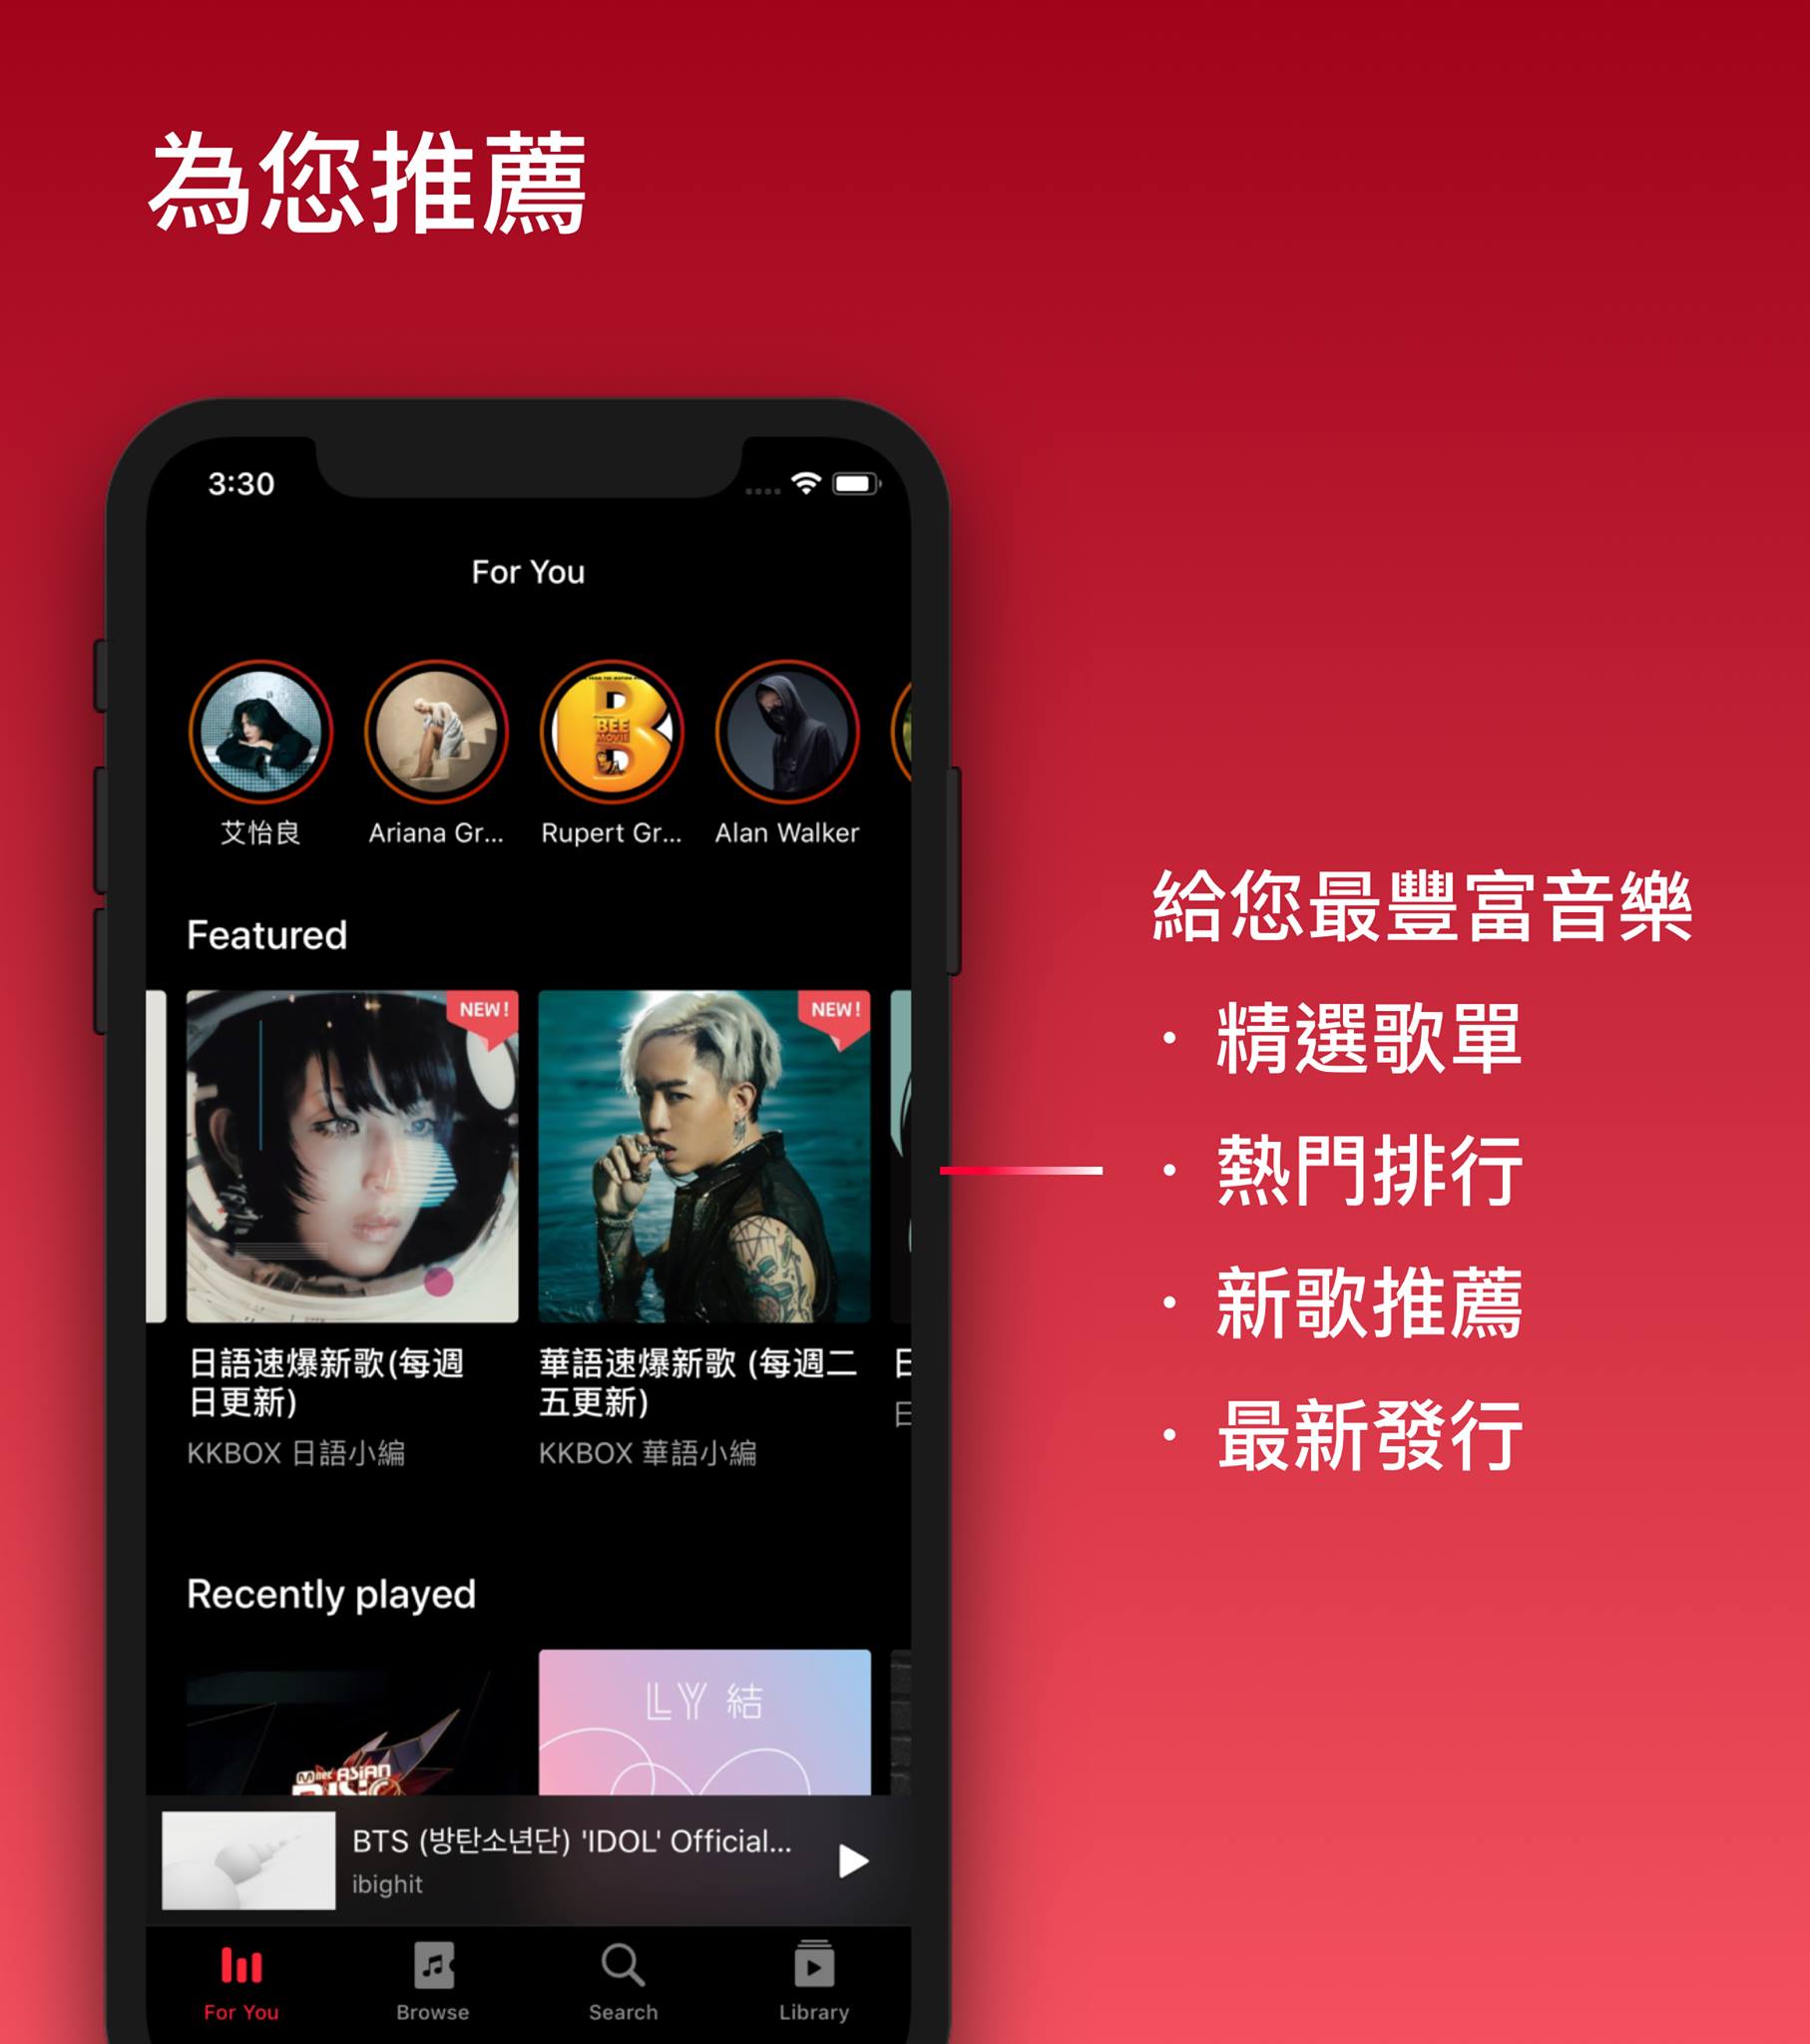 為您推薦
3:30
For You
艾怡良
Ariana Gr...
Rupert Gr...
Alan Walker
BEE
MOVIE
Featured
NEW!
NEW!
日語速爆新歌(每週
日更新)
KKBOX 日語小編
華語速爆新歌 (每週二
五更新)
KKBOX 華語小編
給您最豐富音樂
· 精選歌單
· 熱門排行
· 新歌推薦
· 最新發行
Recently played
Mnet ASiAN
LY 結
BTS (방탄소년단) 'IDOL' Official...
ibighit
For You
Browse
Search
Library